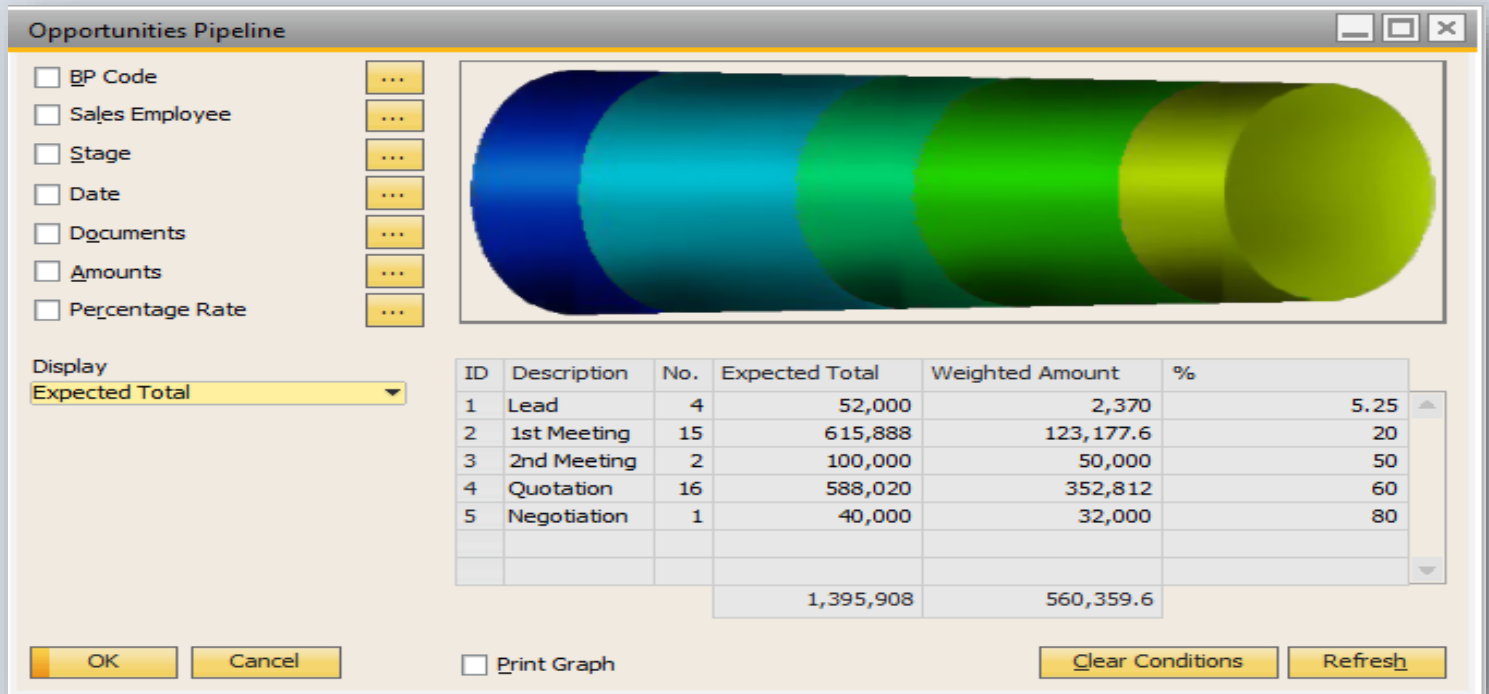 Opportunities Pipeline
BP Code ...
Sales Employee ...
Stage ...
Date ...
Documents ...
Amounts ...
Percentage Rate ...
Display
Expected Total
ID Description No. Expected Total Weighted Amount %
1 Lead 4 52,000 2,370 5.25
2 1st Meeting 15 615,888 123,177.6 20
3 2nd Meeting 2 100,000 50,000 50
4 Quotation 16 588,020 352,812 60
5 Negotiation 1 40,000 32,000 80
1,395,908 560,359.6
OK Cancel Print Graph Clear Conditions Refresh